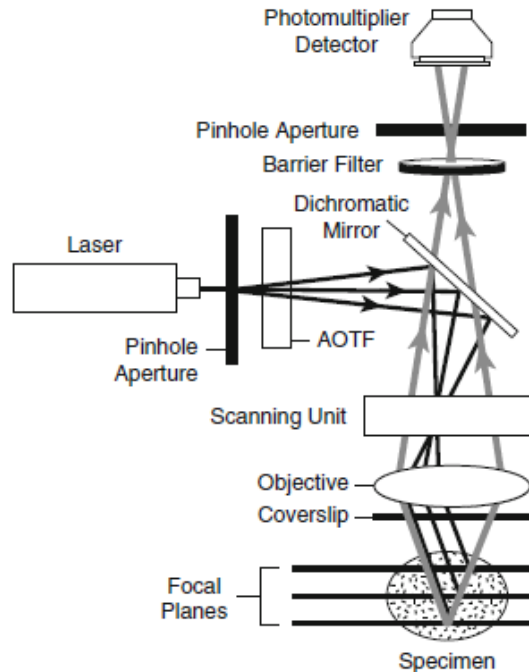 Photomultiplier
Detector
Pinhole Aperture
Barrier Filter
Dichromatic
Mirror
Laser
AOTF
Pinhole
Aperture
Scanning Unit
Objective
Coverslip
Focal
Planes
Specimen